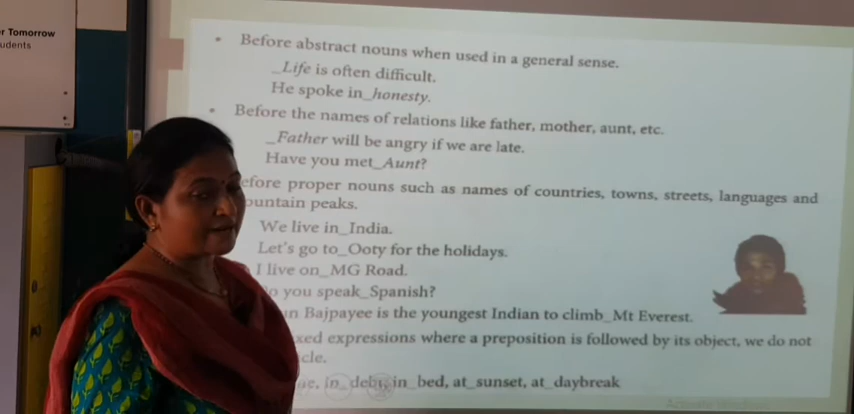 r Tomorrow
udents
Before abstract nouns when used in a general sense.
_Life is often difficult.
He spoke in_honesty.
Before the names of relations like father, mother, aunt, etc.
_Father will be angry if we are late.
Have you met_Aunt?
efore proper nouns such as names of countries, towns, streets, languages and
ountain peaks.
We live in_India.
Let's go to_Ooty for the holidays.
I live on_MG Road.
o you speak_Spanish?
un Bajpayee is the youngest Indian to climb_Mt Everest.
xed expressions where a preposition is followed by its object, we do not
cle.
in_debt, in_bed, at_sunset, at_daybreak